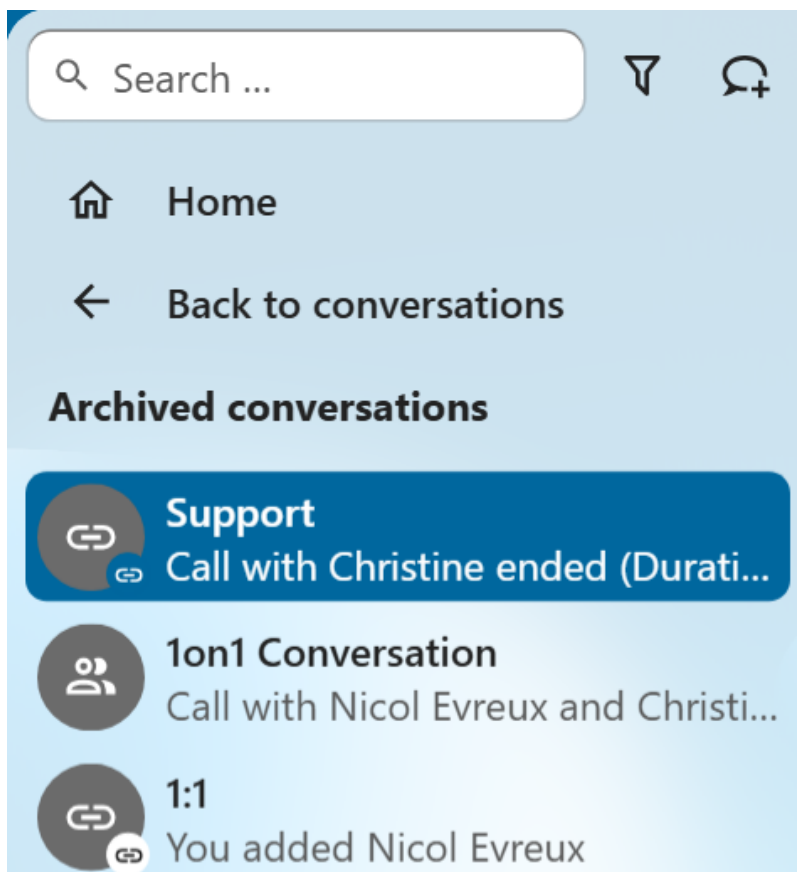 Search ...
Home
Back to conversations
Archived conversations
Support
Call with Christine ended (Durati...
1on1 Conversation
Call with Nicol Evreux and Christi...
1:1
You added Nicol Evreux